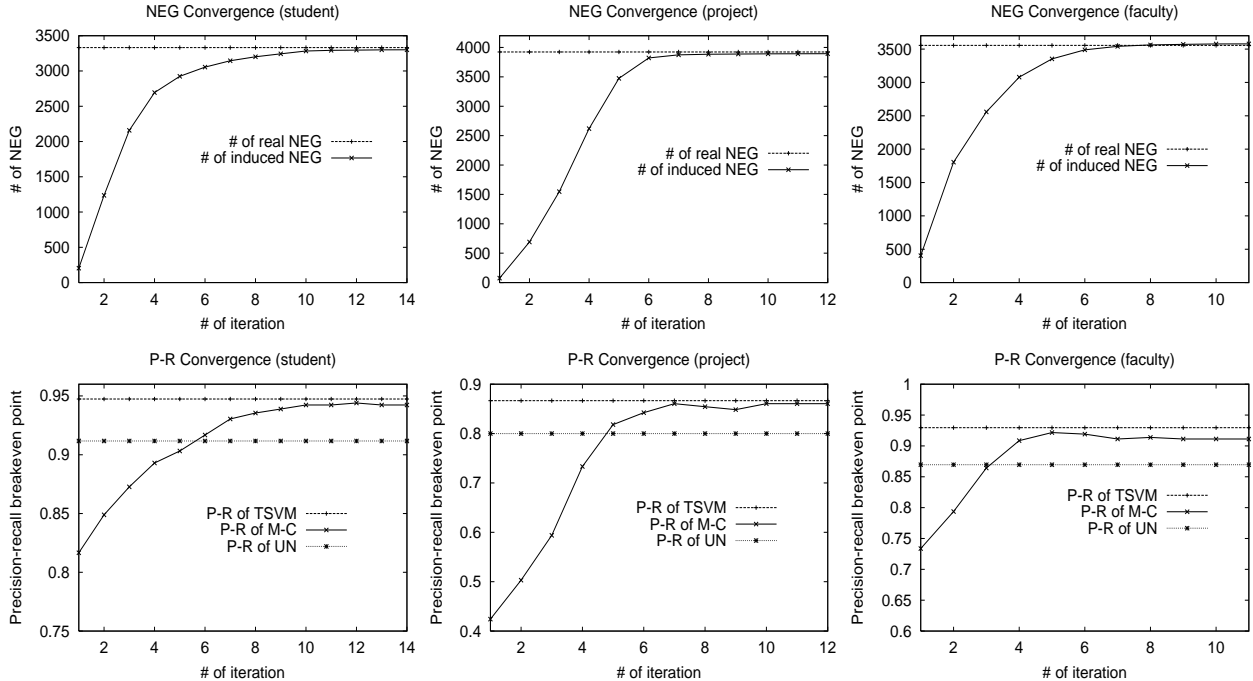 NEG Convergence (student)
# of NEG
3500
3000
2500
2000
1500
1000
500
0
# of real NEG
# of induced NEG
2 4 6 8 10 12 14
# of iteration
NEG Convergence (project)
# of NEG
4000
3500
3000
2500
2000
1500
1000
500
0
# of real NEG
# of induced NEG
2 4 6 8 10 12
# of iteration
NEG Convergence (faculty)
# of NEG
3500
3000
2500
2000
1500
1000
500
0
# of real NEG
# of induced NEG
2 4 6 8 10
# of iteration
P-R Convergence (student)
Precision-recall breakeven point
0.95
0.9
0.85
0.8
0.75
P-R of TSVM
P-R of M-C
P-R of UN
2 4 6 8 10 12 14
# of iteration
P-R Convergence (project)
Precision-recall breakeven point
0.9
0.8
0.7
0.6
0.5
0.4
P-R of TSVM
P-R of M-C
P-R of UN
2 4 6 8 10 12
# of iteration
P-R Convergence (faculty)
Precision-recall breakeven point
1
0.95
0.9
0.85
0.8
0.75
0.7
0.65
0.6
P-R of TSVM
P-R of M-C
P-R of UN
2 4 6 8 10
# of iteration